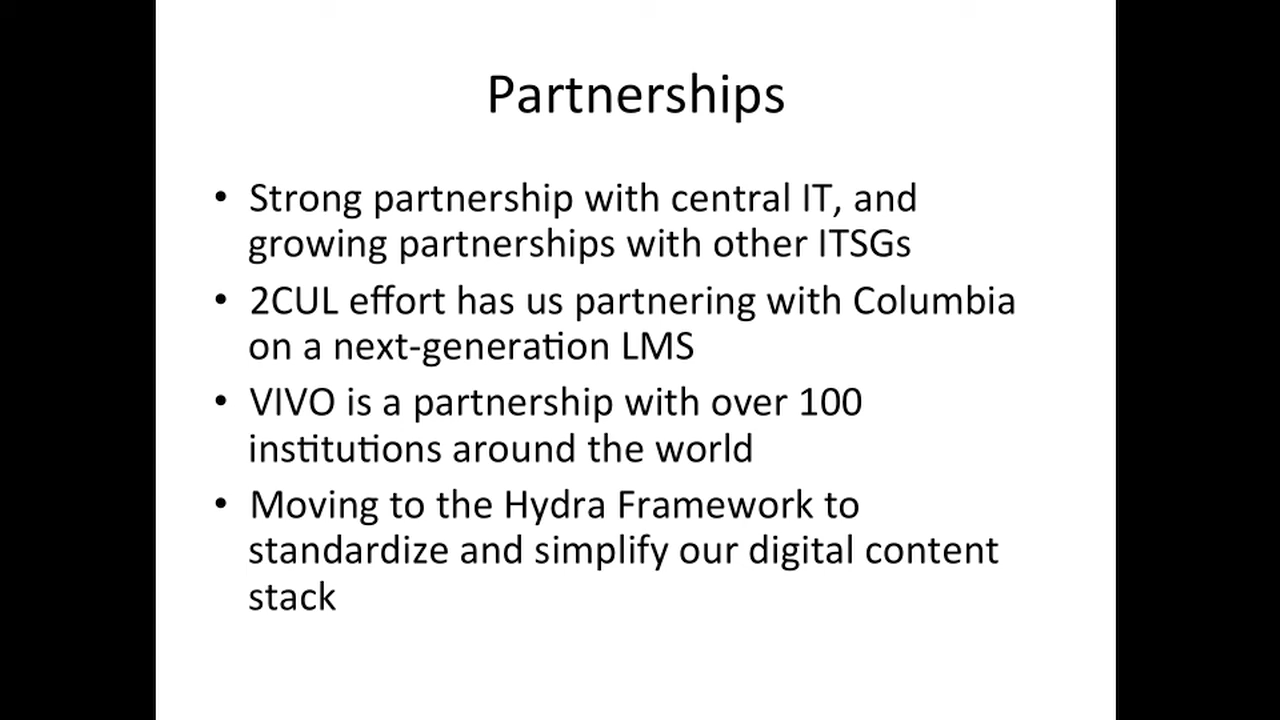 Partnerships
• Strong partnership with central IT, and
growing partnerships with other ITSGs
• 2CUL effort has us partnering with Columbia
on a next-generation LMS
• VIVO is a partnership with over 100
institutions around the world
• Moving to the Hydra Framework to
standardize and simplify our digital content
stack